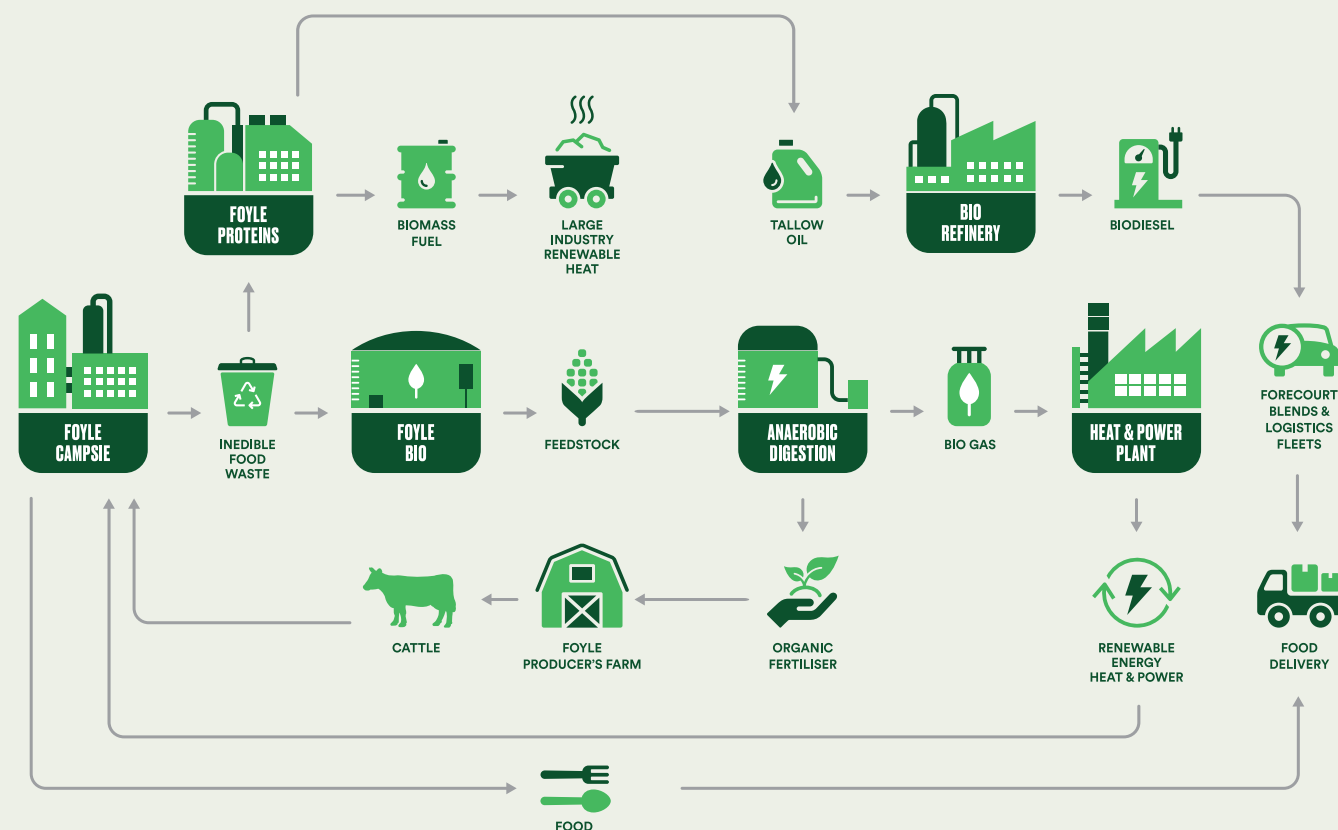 FOYLE
PROTEINS
BIOMASS
FUEL
LARGE
INDUSTRY
RENEWABLE
HEAT
TALLOW
OIL
BIO
REFINERY
BIODIESEL
FOYLE
CAMPSIE
INEDIBLE
FOOD
WASTE
FOYLE
BIO
FEEDSTOCK
ANAEROBIC
DIGESTION
BIO GAS
HEAT & POWER
PLANT
FORECOURT
BLENDS &
LOGISTICS
FLEETS
CATTLE
FOYLE
PRODUCER'S FARM
ORGANIC
FERTILISER
RENEWABLE
ENERGY
HEAT & POWER
FOOD
DELIVERY
FOOD